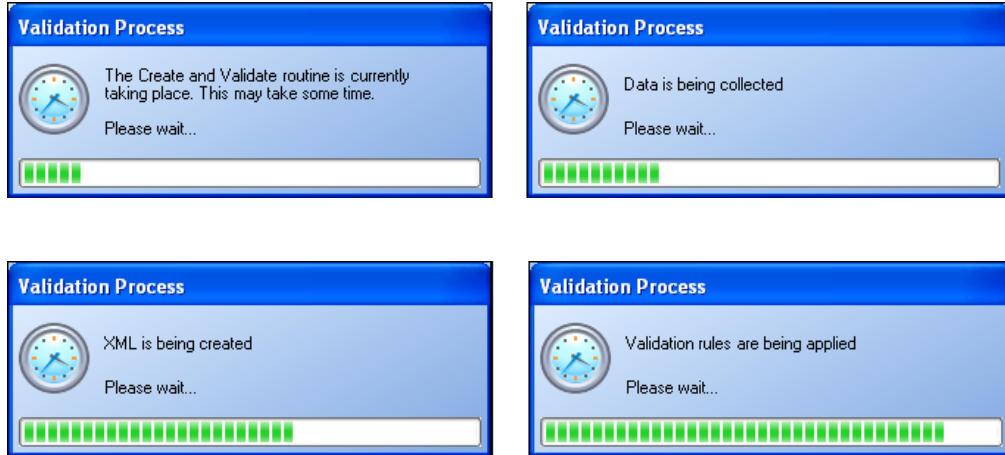 Validation Process
The Create and Validate routine is currently
taking place. This may take some time.
Please wait...
Validation Process
Data is being collected
Please wait...
Validation Process
XML is being created
Please wait...
Validation Process
Validation rules are being applied
Please wait...